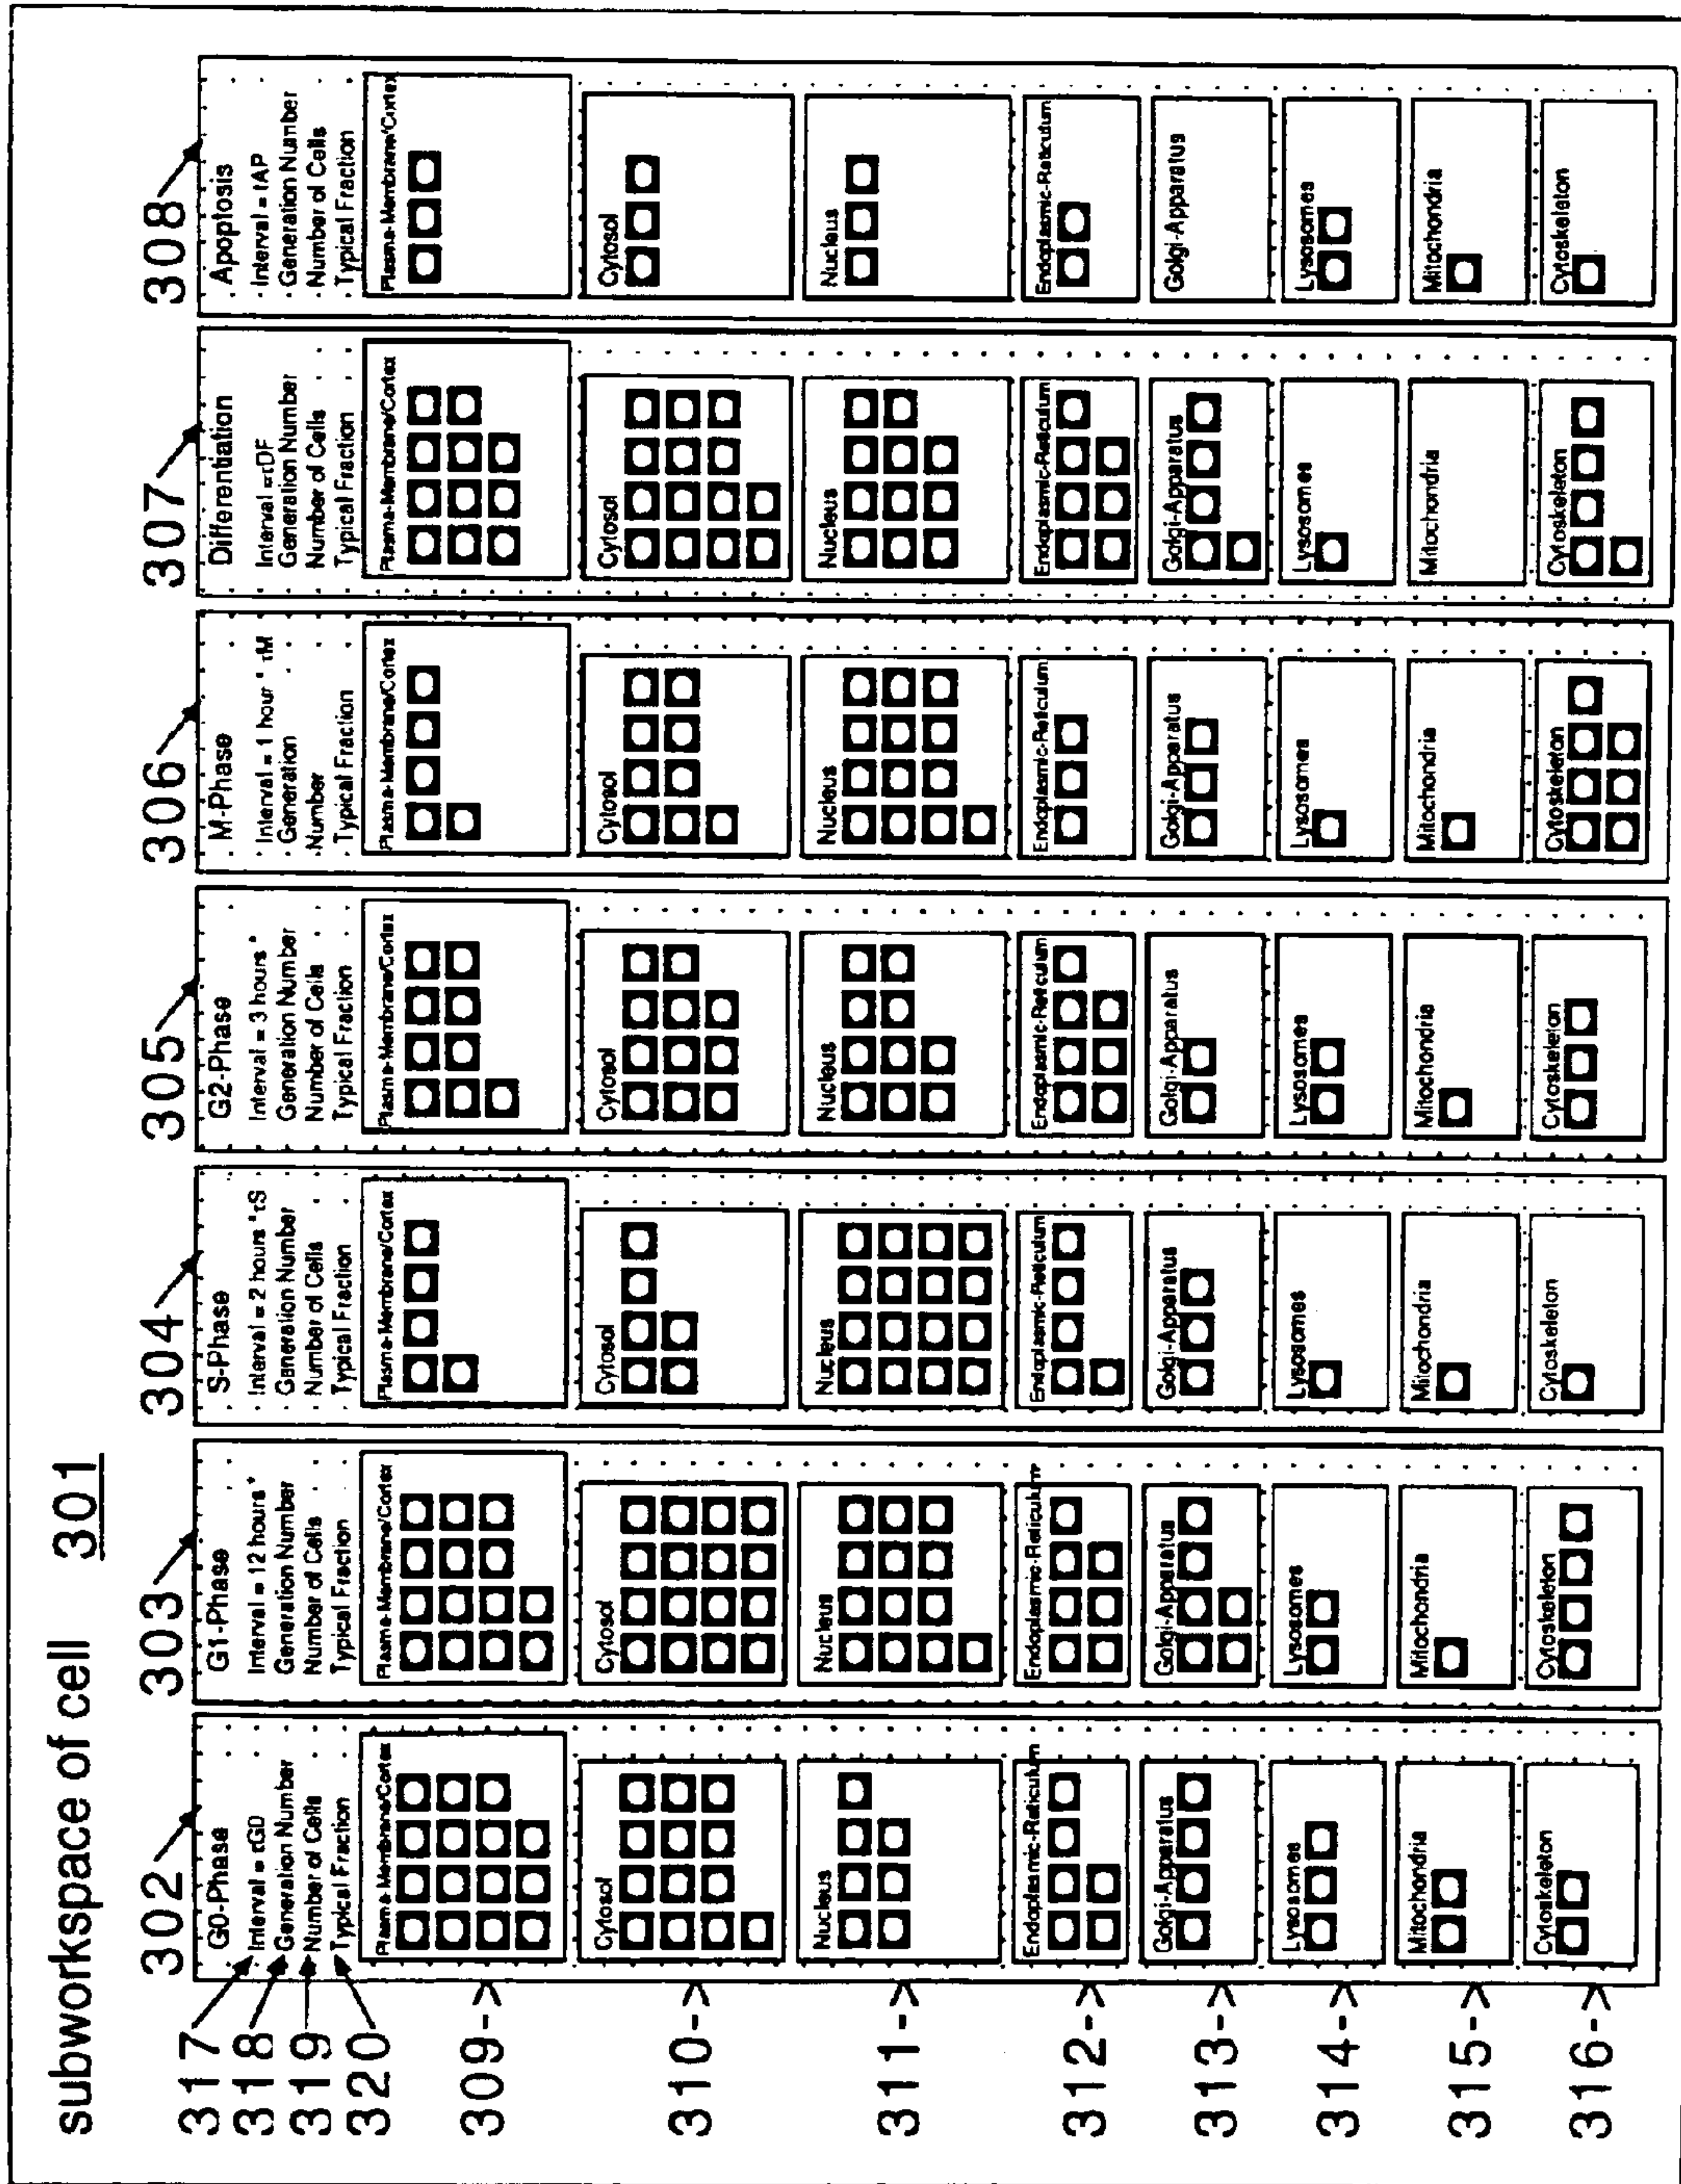 subworkspace of cell 301
302 303 304 305 306 307 308
317
318
319
320
309->
310->
311->
312->
313->
314->
315->
316->
G0-Phase
Interval = τG0
Generation Number
Number of Cells
Typical Fraction
Plasma-Membrane/Cortex
Cytosol
Nucleus
Endoplasmic-Reticulum
Golgi-Apparatus
Lysosomes
Mitochondria
Cytoskeleton
G1-Phase
Interval = 12 hours *
Generation Number
Number of Cells
Typical Fraction
Plasma-Membrane/Cortex
Cytosol
Nucleus
Endoplasmic-Reticulum
Golgi-Apparatus
Lysosomes
Mitochondria
Cytoskeleton
S-Phase
Interval = 2 hours *τS
Generation Number
Number of Cells
Typical Fraction
Plasma-Membrane/Cortex
Cytosol
Nucleus
Endoplasmic-Reticulum
Golgi-Apparatus
Lysosomes
Mitochondria
Cytoskeleton
G2-Phase
Interval = 3 hours *
Generation Number
Number of Cells
Typical Fraction
Plasma-Membrane/Cortex
Cytosol
Nucleus
Endoplasmic-Reticulum
Golgi-Apparatus
Lysosomes
Mitochondria
Cytoskeleton
M-Phase
Interval = 1 hour * τM
Generation
Number
Typical Fraction
Plasma-Membrane/Cortex
Cytosol
Nucleus
Endoplasmic-Reticulum
Golgi-Apparatus
Lysosomes
Mitochondria
Cytoskeleton
Differentiation
Interval =τDF
Generation Number
Number of Cells
Typical Fraction
Plasma-Membrane/Cortex
Cytosol
Nucleus
Endoplasmic-Reticulum
Golgi-Apparatus
Lysosomes
Mitochondria
Cytoskeleton
Apoptosis
Interval = τAP
Generation Number
Number of Cells
Typical Fraction
Plasma-Membrane/Cortex
Cytosol
Nucleus
Endoplasmic-Reticulum
Golgi-Apparatus
Lysosomes
Mitochondria
Cytoskeleton